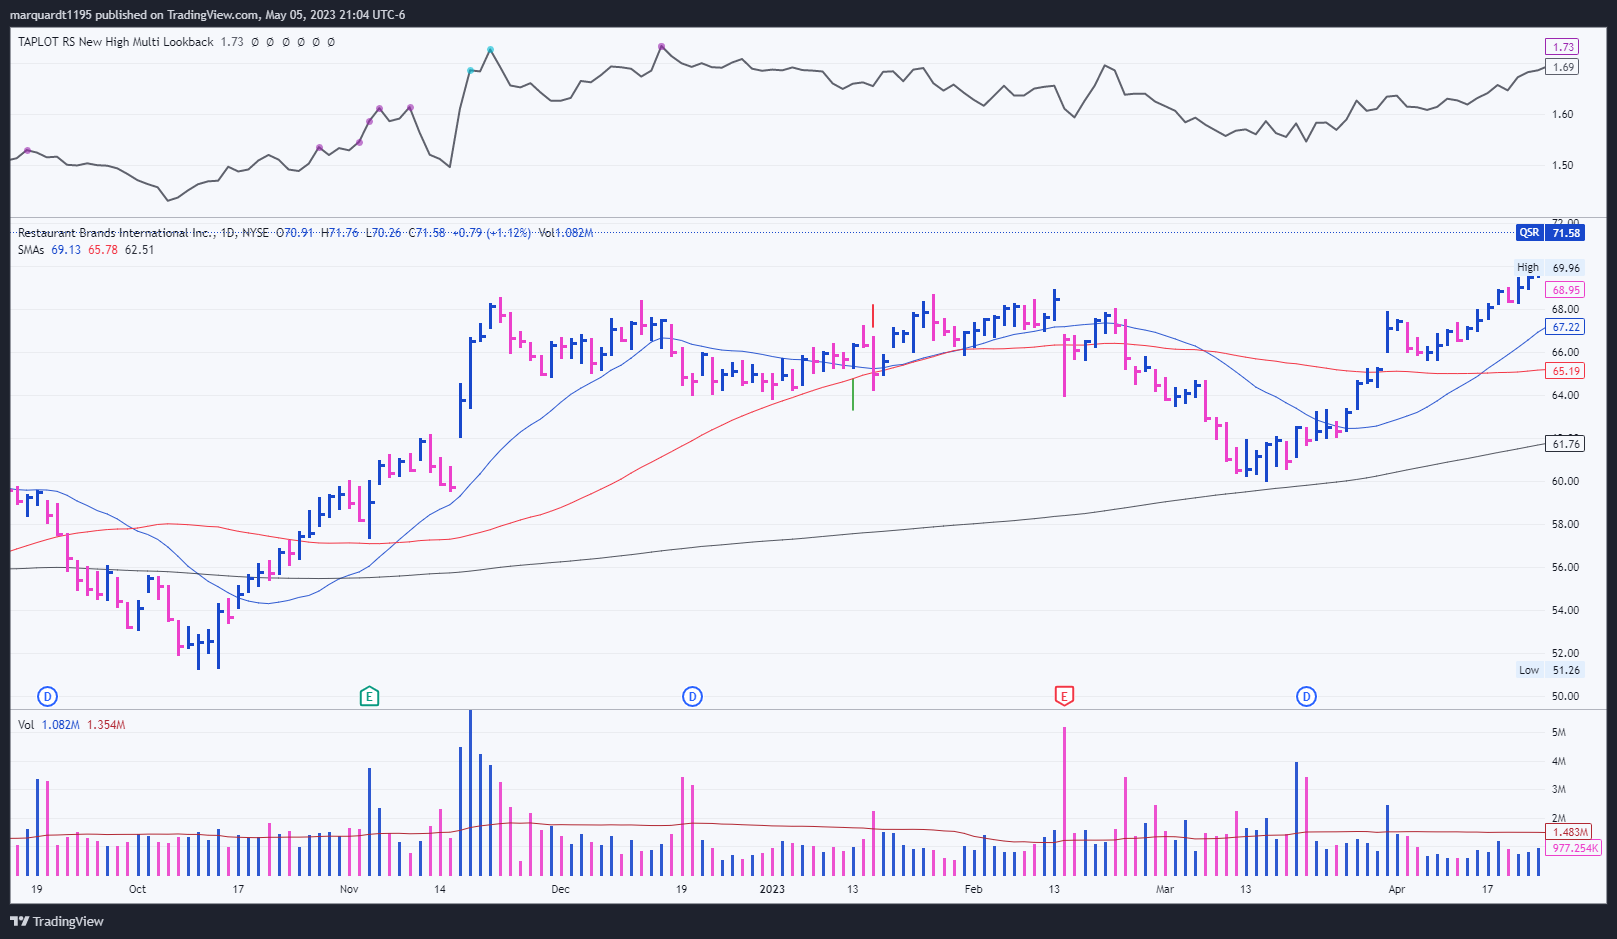 marquardt1195 published on TradingView.com, May 05, 2023 21:04 UTC-6
TAPLOT RS New High Multi Lookback 1.73 Ø Ø Ø Ø Ø Ø
1.73
1.69
1.60
1.50
72.00
Restaurant Brands International Inc., 1D, NYSE O70.91 H71.76 L70.26 C71.58 +0.79 (+1.12%) Vol1.082M
QSR 71.58
SMAs 69.13 65.78 62.51
High 69.96
68.95
68.00
67.22
66.00
65.19
64.00
61.76
60.00
58.00
56.00
54.00
52.00
Low 51.26
50.00
D E D E D
Vol 1.082M 1.354M
5M
4M
3M
2M
1.483M
977.254K
19 Oct 17 Nov 14 Dec 19 2023 13 Feb 13 Mar 13 Apr 17
TradingView